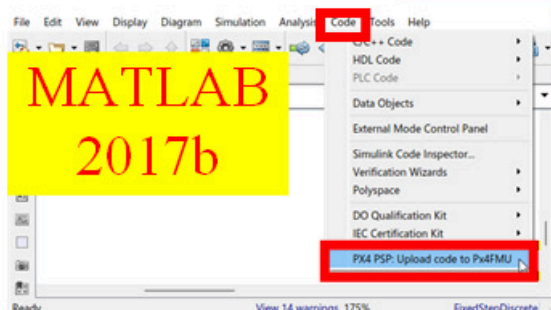 File Edit View Display Diagram Simulation Analysis Code Tools Help
C/C++ Code
HDL Code
PLC Code
Data Objects
External Mode Control Panel
Simulink Code Inspector...
Verification Wizards
Polyspace
DO Qualification Kit
IEC Certification Kit
PX4 PSP: Upload code to Px4FMU
MATLAB
2017b
Ready View 14 warnings 175% FixedStepDiscrete